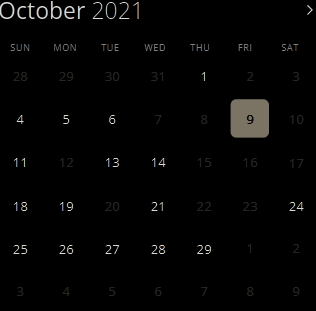 October 2021
SUN MON TUE WED THU FRI SAT
28 29 30 31 1 2 3
4 5 6 7 8 9 10
11 12 13 14 15 16 17
18 19 20 21 22 23 24
25 26 27 28 29 1 2
3 4 5 6 7 8 9